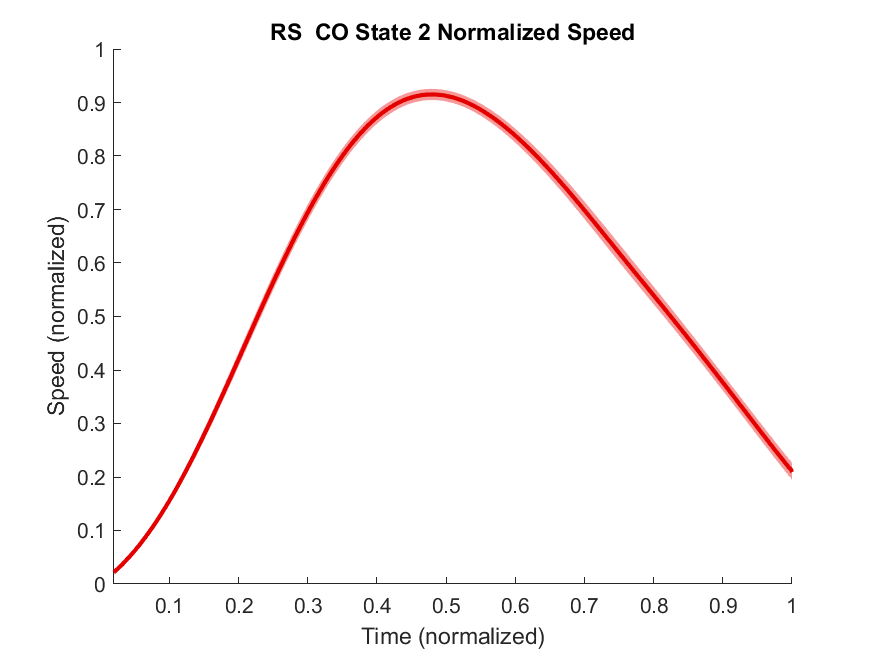 RS  CO State 2 Normalized Speed
1
0.9
0.8
0.7
0.6
0.5
0.4
0.3
0.2
0.1
0
Speed (normalized)
0.1 0.2 0.3 0.4 0.5 0.6 0.7 0.8 0.9 1
Time (normalized)